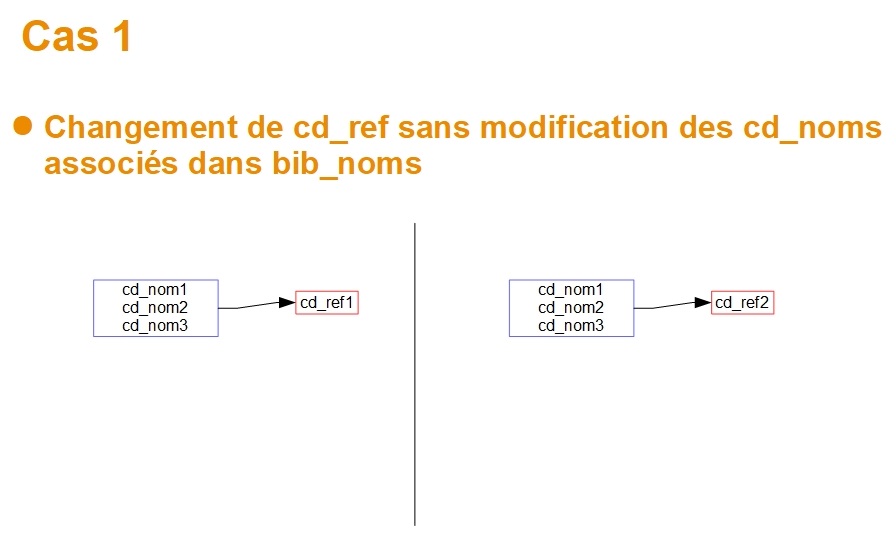 Cas 1
Changement de cd_ref sans modification des cd_noms
associés dans bib_noms
cd_nom1
cd_nom2
cd_nom3
cd_ref1
cd_nom1
cd_nom2
cd_nom3
cd_ref2